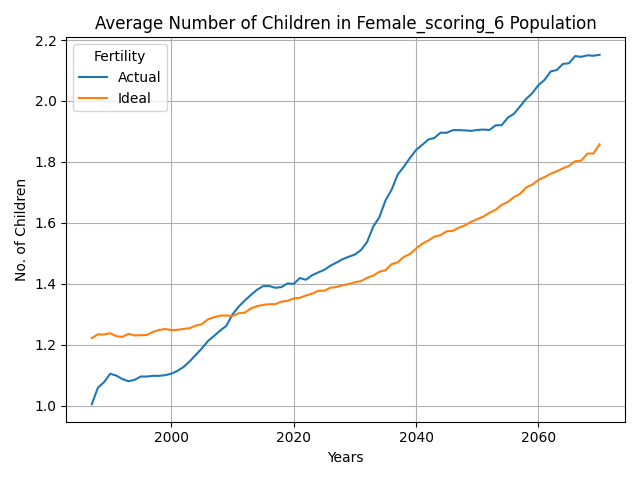 Average Number of Children in Female_scoring_6 Population
Fertility
Actual
Ideal
No. of Children
2.2
2.0
1.8
1.6
1.4
1.2
1.0
2000 2020 2040 2060
Years